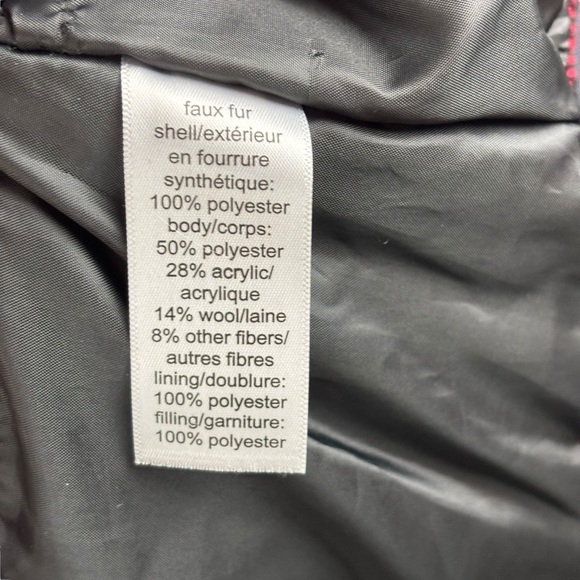 faux fur
shell/extérieur
en fourrure
synthétique:
100% polyester
body/corps:
50% polyester
28% acrylic/
acrylique
14% wool/laine
8% other fibers/
autres fibres
lining/doublure:
100% polyester
filling/garniture:
100% polyester